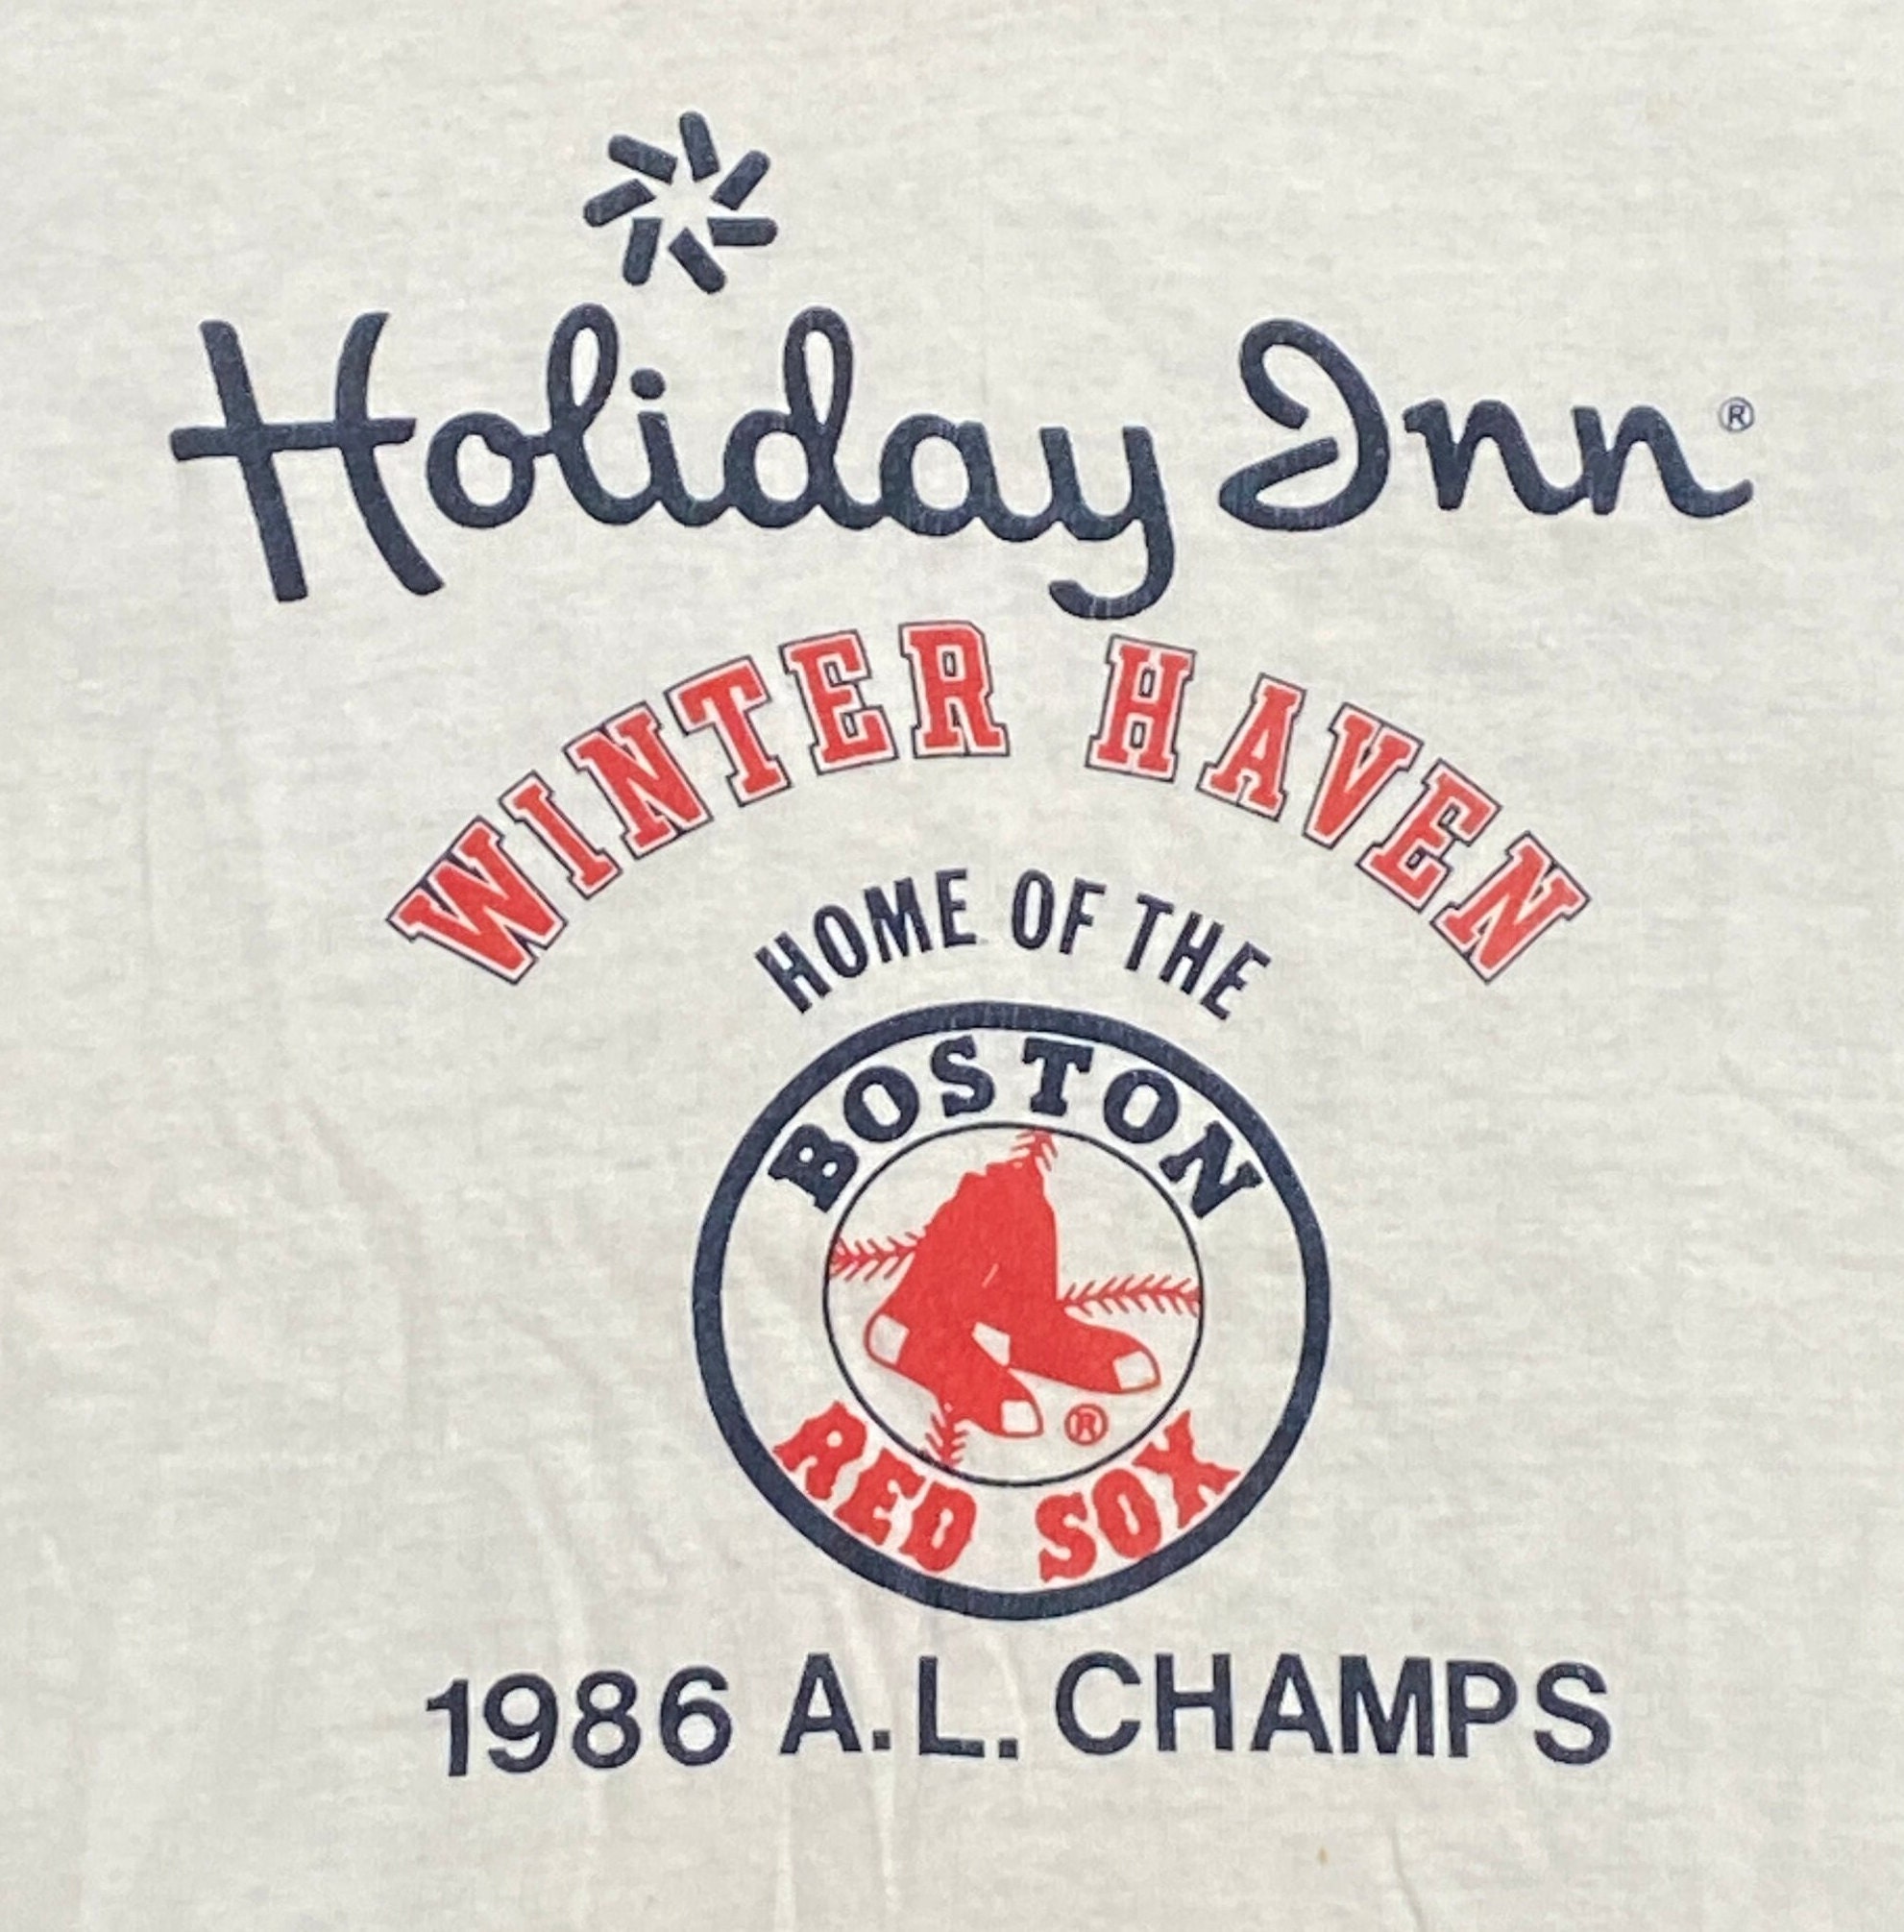 Holiday Inn®
WINTER HAVEN
HOME OF THE
BOSTON
®
RED SOX
1986 A.L. CHAMPS